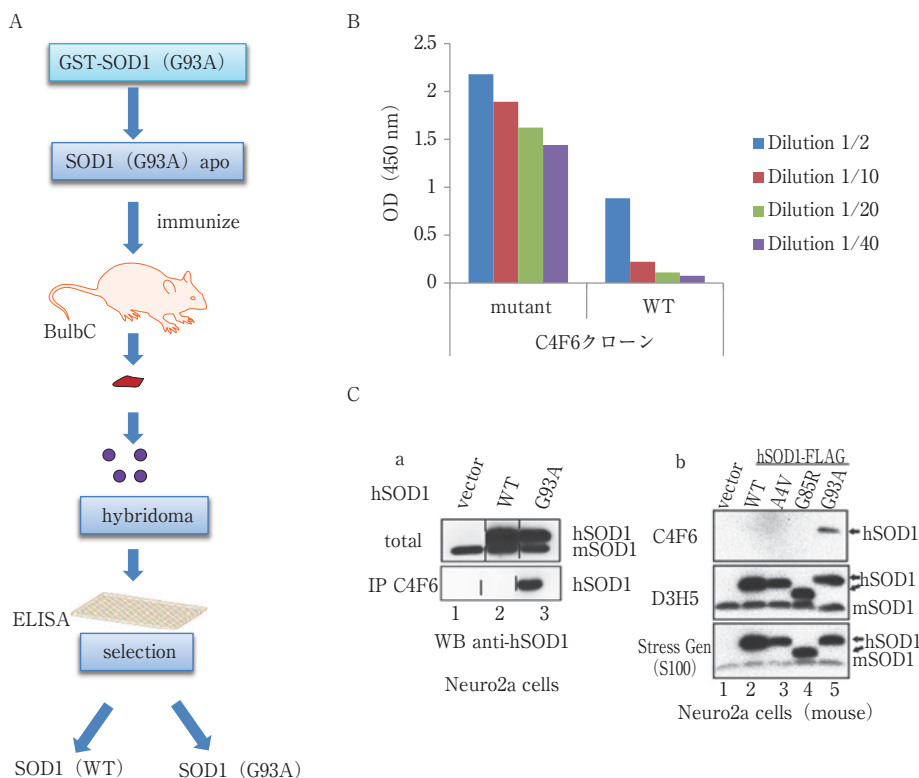 A
GST-SOD1 (G93A)
SOD1 (G93A) apo
immunize
BulbC
hybridoma
ELISA
selection
SOD1 (WT)
SOD1 (G93A)
B
OD (450 nm)
2.5
2
1.5
1
0.5
0
mutant
WT
C4F6クローン
Dilution 1/2
Dilution 1/10
Dilution 1/20
Dilution 1/40
C
a
hSOD1
vector
WT
G93A
total
hSOD1
mSOD1
IP C4F6
hSOD1
1 2 3
WB anti-hSOD1
Neuro2a cells
b
hSOD1-FLAG
vector
WT
A4V
G85R
G93A
C4F6
hSOD1
D3H5
hSOD1
mSOD1
Stress Gen
(S100)
hSOD1
mSOD1
1 2 3 4 5
Neuro2a cells (mouse)